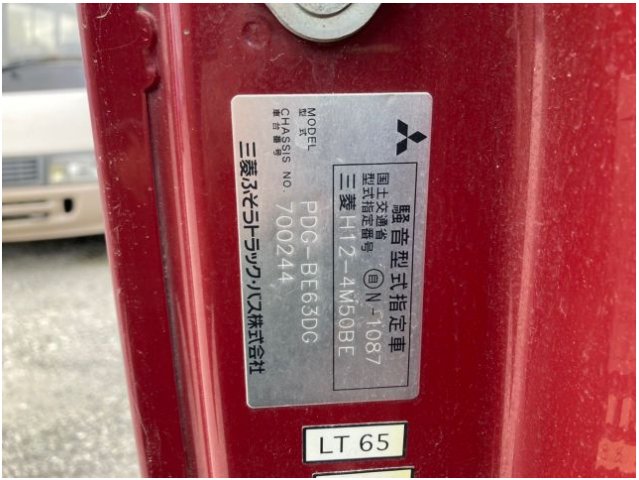 騒音型式指定車
国土交通省
型式指定番号 自N-1087
三菱H12-4M50BE
MODEL
型式 PDG-BE63DG
CHASSIS NO.
車台番号 700244
三菱ふそうトラック・バス株式会社
LT 65